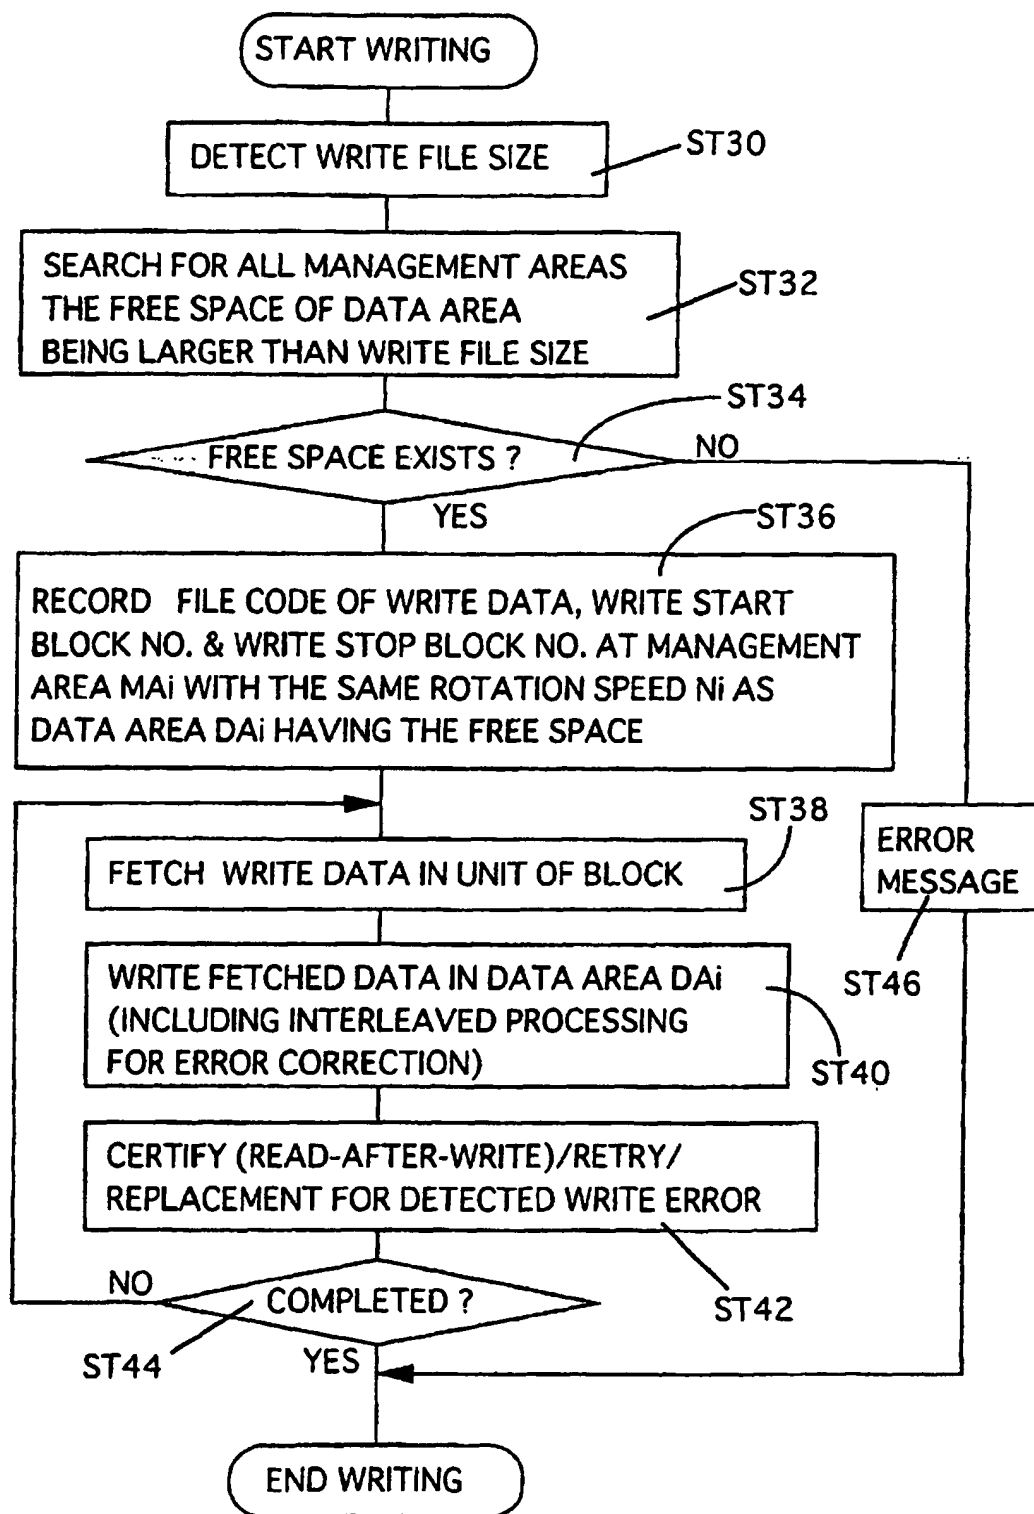 START WRITING
DETECT WRITE FILE SIZE
ST30
SEARCH FOR ALL MANAGEMENT AREAS
THE FREE SPACE OF DATA AREA
BEING LARGER THAN WRITE FILE SIZE
ST32
ST34
FREE SPACE EXISTS ?
NO
YES
ST36
RECORD FILE CODE OF WRITE DATA, WRITE START
BLOCK NO. & WRITE STOP BLOCK NO. AT MANAGEMENT
AREA MAi WITH THE SAME ROTATION SPEED Ni AS
DATA AREA DAi HAVING THE FREE SPACE
ST38
FETCH WRITE DATA IN UNIT OF BLOCK
ERROR
MESSAGE
ST46
WRITE FETCHED DATA IN DATA AREA DAi
(INCLUDING INTERLEAVED PROCESSING
FOR ERROR CORRECTION)
ST40
CERTIFY (READ-AFTER-WRITE)/RETRY/
REPLACEMENT FOR DETECTED WRITE ERROR
ST42
NO
COMPLETED ?
ST44
YES
END WRITING